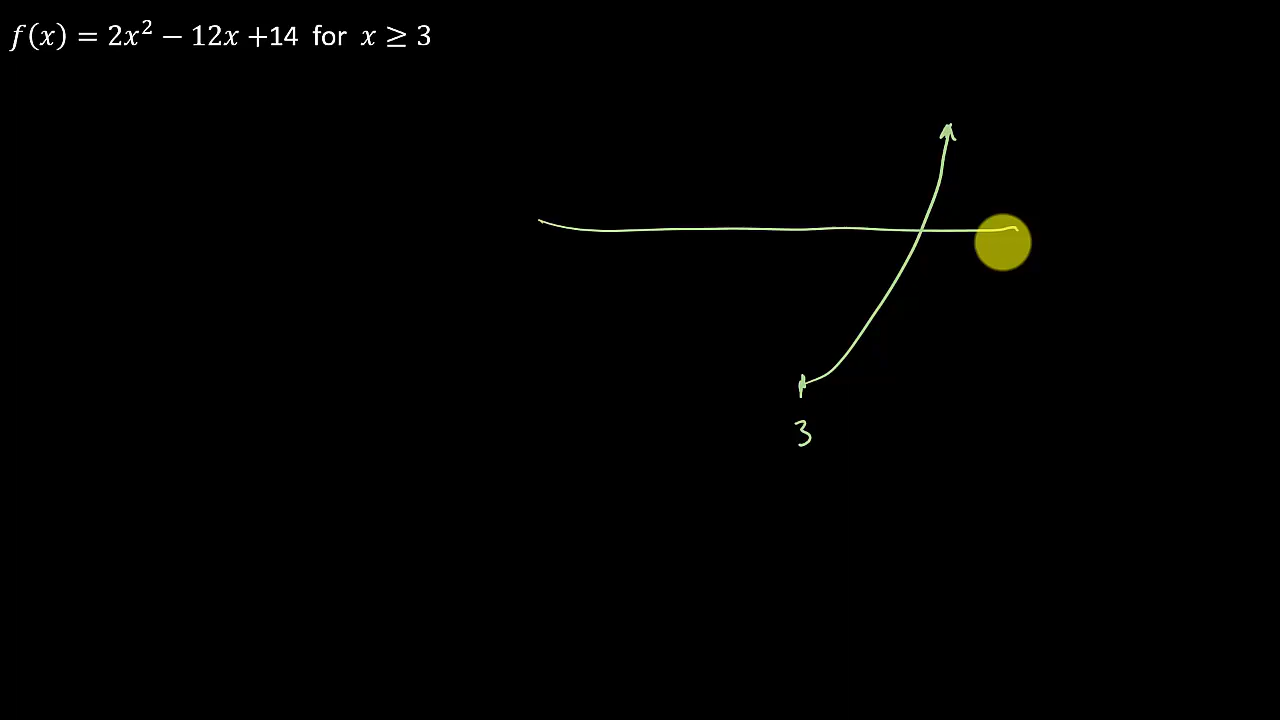 f(x) = 2x² − 12x +14 for x ≥ 3
3